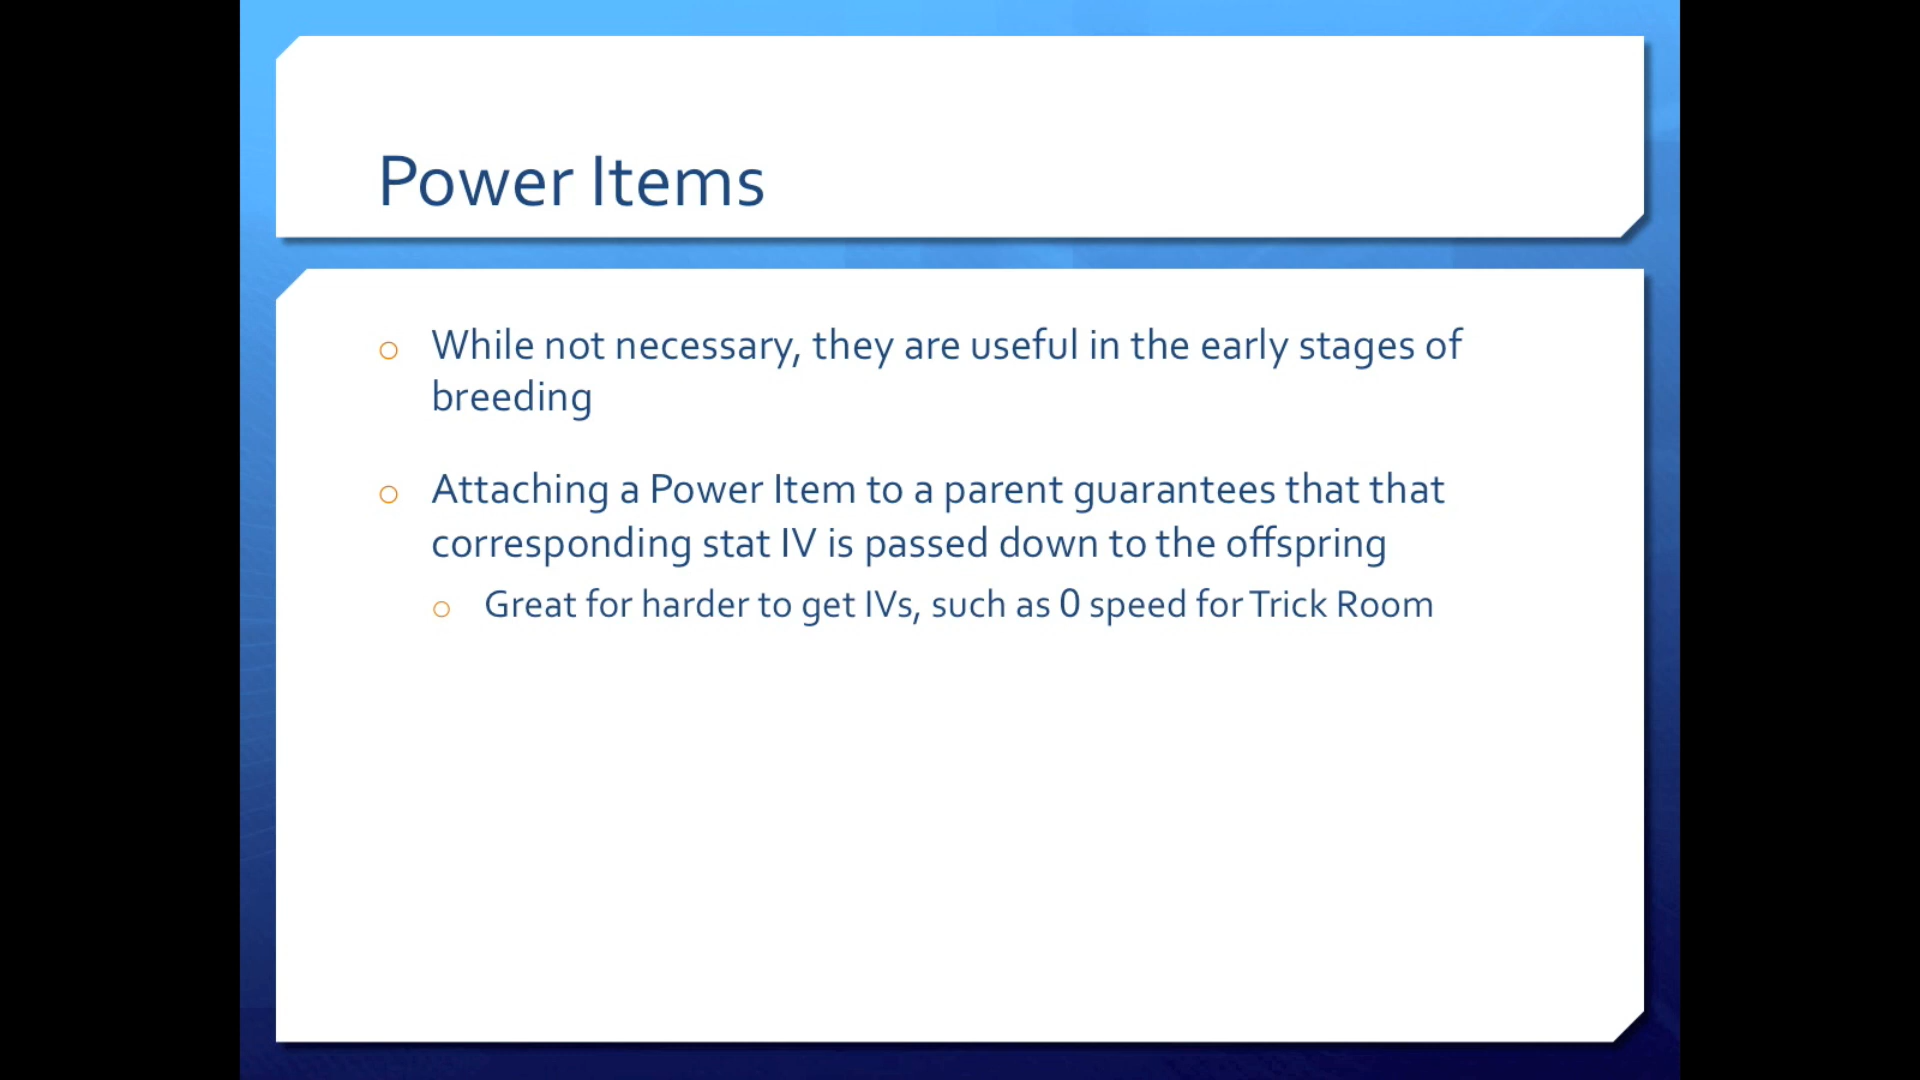 Power Items
While not necessary, they are useful in the early stages of
breeding
Attaching a Power Item to a parent guarantees that that
corresponding stat IV is passed down to the offspring
Great for harder to get IVs, such as 0 speed for Trick Room